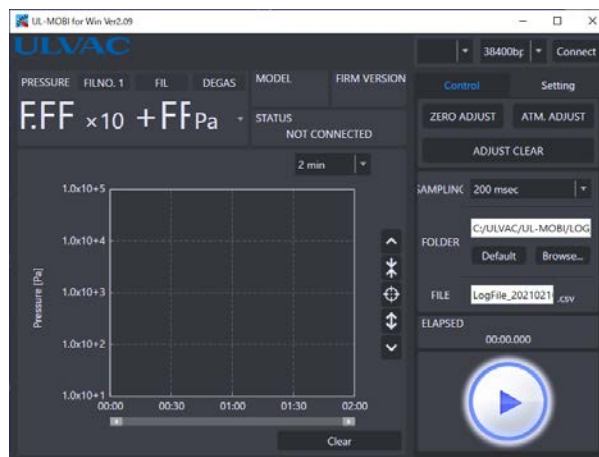 UL-MOBI for Win Ver2.09
ULVAC
38400bp
Connect
PRESSURE FILNO. 1 FIL DEGAS
F.FF ×10 +FF Pa
MODEL
FIRM VERSION
STATUS
NOT CONNECTED
Control
Setting
ZERO ADJUST
ATM. ADJUST
ADJUST CLEAR
2 min
Pressure [Pa]
1.0x10+5
1.0x10+4
1.0x10+3
1.0x10+2
1.0x10+1
00:00 00:30 01:00 01:30 02:00
Clear
SAMPLING 200 msec
FOLDER
C:/ULVAC/UL-MOBI/LOG
Default
Browse...
FILE
LogFile_2021021
.csv
ELAPSED
00:00.000